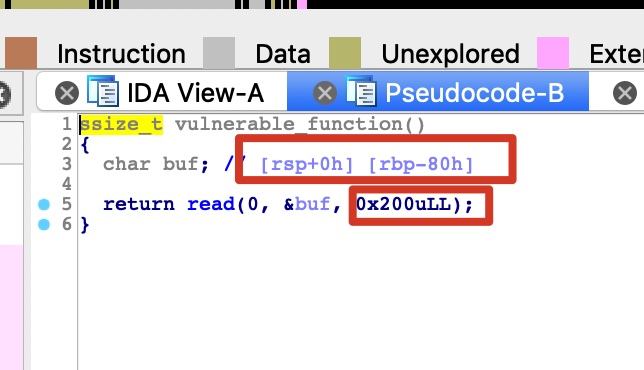 Instruction Data Unexplored Exte
IDA View-A Pseudocode-B
1 ssize_t vulnerable_function()
2 {
3 char buf; // [rsp+0h] [rbp-80h]
4
5 return read(0, &buf, 0x200uLL);
6 }